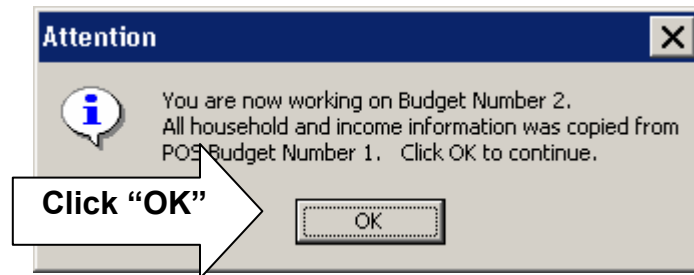 Attention
You are now working on Budget Number 2.
All household and income information was copied from
POS Budget Number 1. Click OK to continue.
Click “OK”
OK